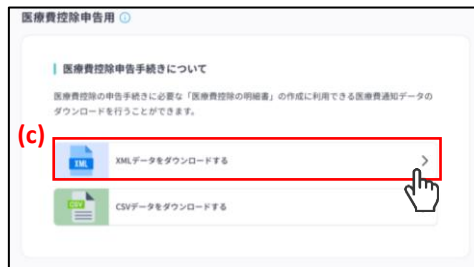 医療費控除申告用
医療費控除申告手続きについて
医療費控除の申告手続きに必要な「医療費控除の明細書」の作成に利用できる医療費通知データの
ダウンロードを行うことができます。
(c)
XML
XMLデータをダウンロードする
CSV
CSVデータをダウンロードする